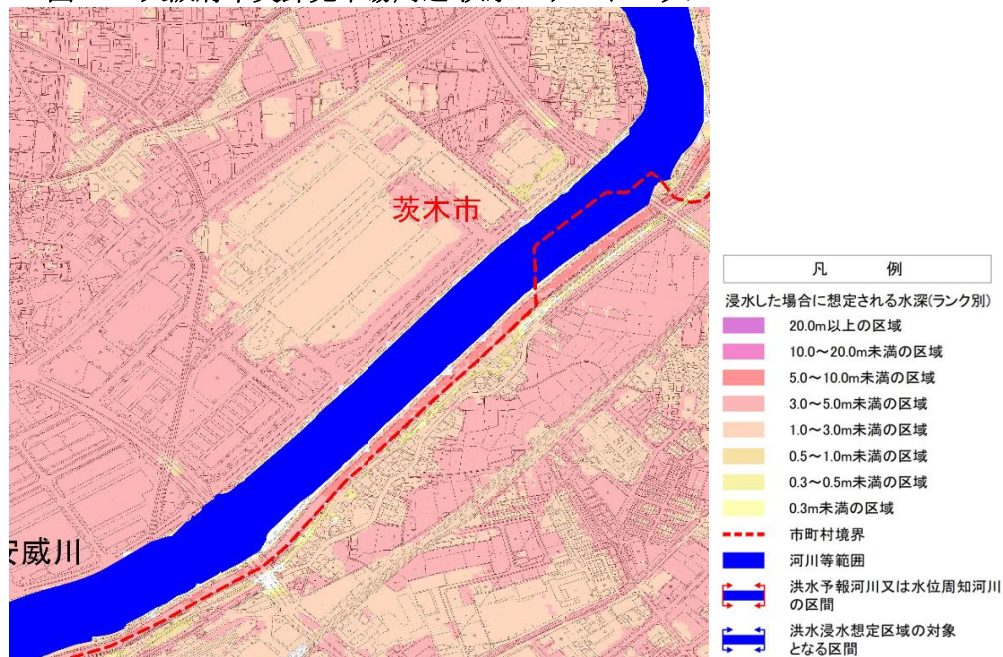 茨木市
安威川
凡 例
浸水した場合に想定される水深(ランク別)
20.0m以上の区域
10.0～20.0m未満の区域
5.0～10.0m未満の区域
3.0～5.0m未満の区域
1.0～3.0m未満の区域
0.5～1.0m未満の区域
0.3～0.5m未満の区域
0.3m未満の区域
市町村境界
河川等範囲
洪水予報河川又は水位周知河川
の区間
洪水浸水想定区域の対象
となる区間